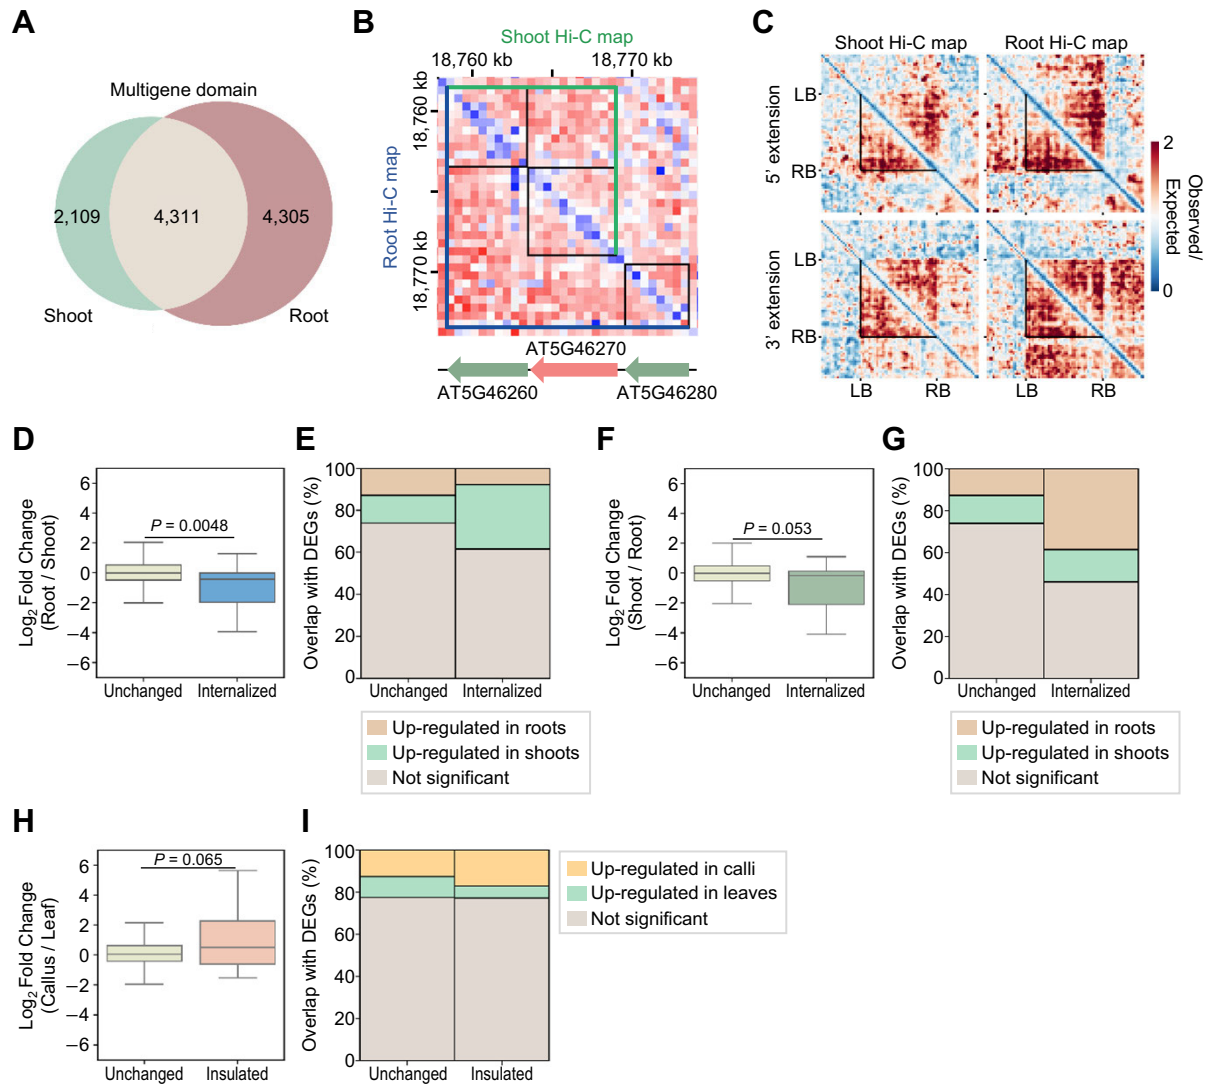 A
Multigene domain
2,109
4,311
4,305
Shoot
Root
B
Shoot Hi-C map
18,760 kb
18,770 kb
Root Hi-C map
18,760 kb
18,770 kb
AT5G46270
AT5G46260
AT5G46280
C
Shoot Hi-C map
Root Hi-C map
5' extension
LB
RB
3' extension
LB
RB
LB
RB
LB
RB
2
0
Observed/
Expected
D
Log2 Fold Change
(Root / Shoot)
6
4
2
0
−2
−4
−6
P = 0.0048
Unchanged
Internalized
E
Overlap with DEGs (%)
100
80
60
40
20
0
Unchanged
Internalized
Up-regulated in roots
Up-regulated in shoots
Not significant
F
Log2 Fold Change
(Shoot / Root)
6
4
2
0
−2
−4
−6
P = 0.053
Unchanged
Internalized
G
Overlap with DEGs (%)
100
80
60
40
20
0
Unchanged
Internalized
Up-regulated in roots
Up-regulated in shoots
Not significant
H
Log2 Fold Change
(Callus / Leaf)
6
4
2
0
−2
−4
−6
P = 0.065
Unchanged
Insulated
I
Overlap with DEGs (%)
100
80
60
40
20
0
Unchanged
Insulated
Up-regulated in calli
Up-regulated in leaves
Not significant